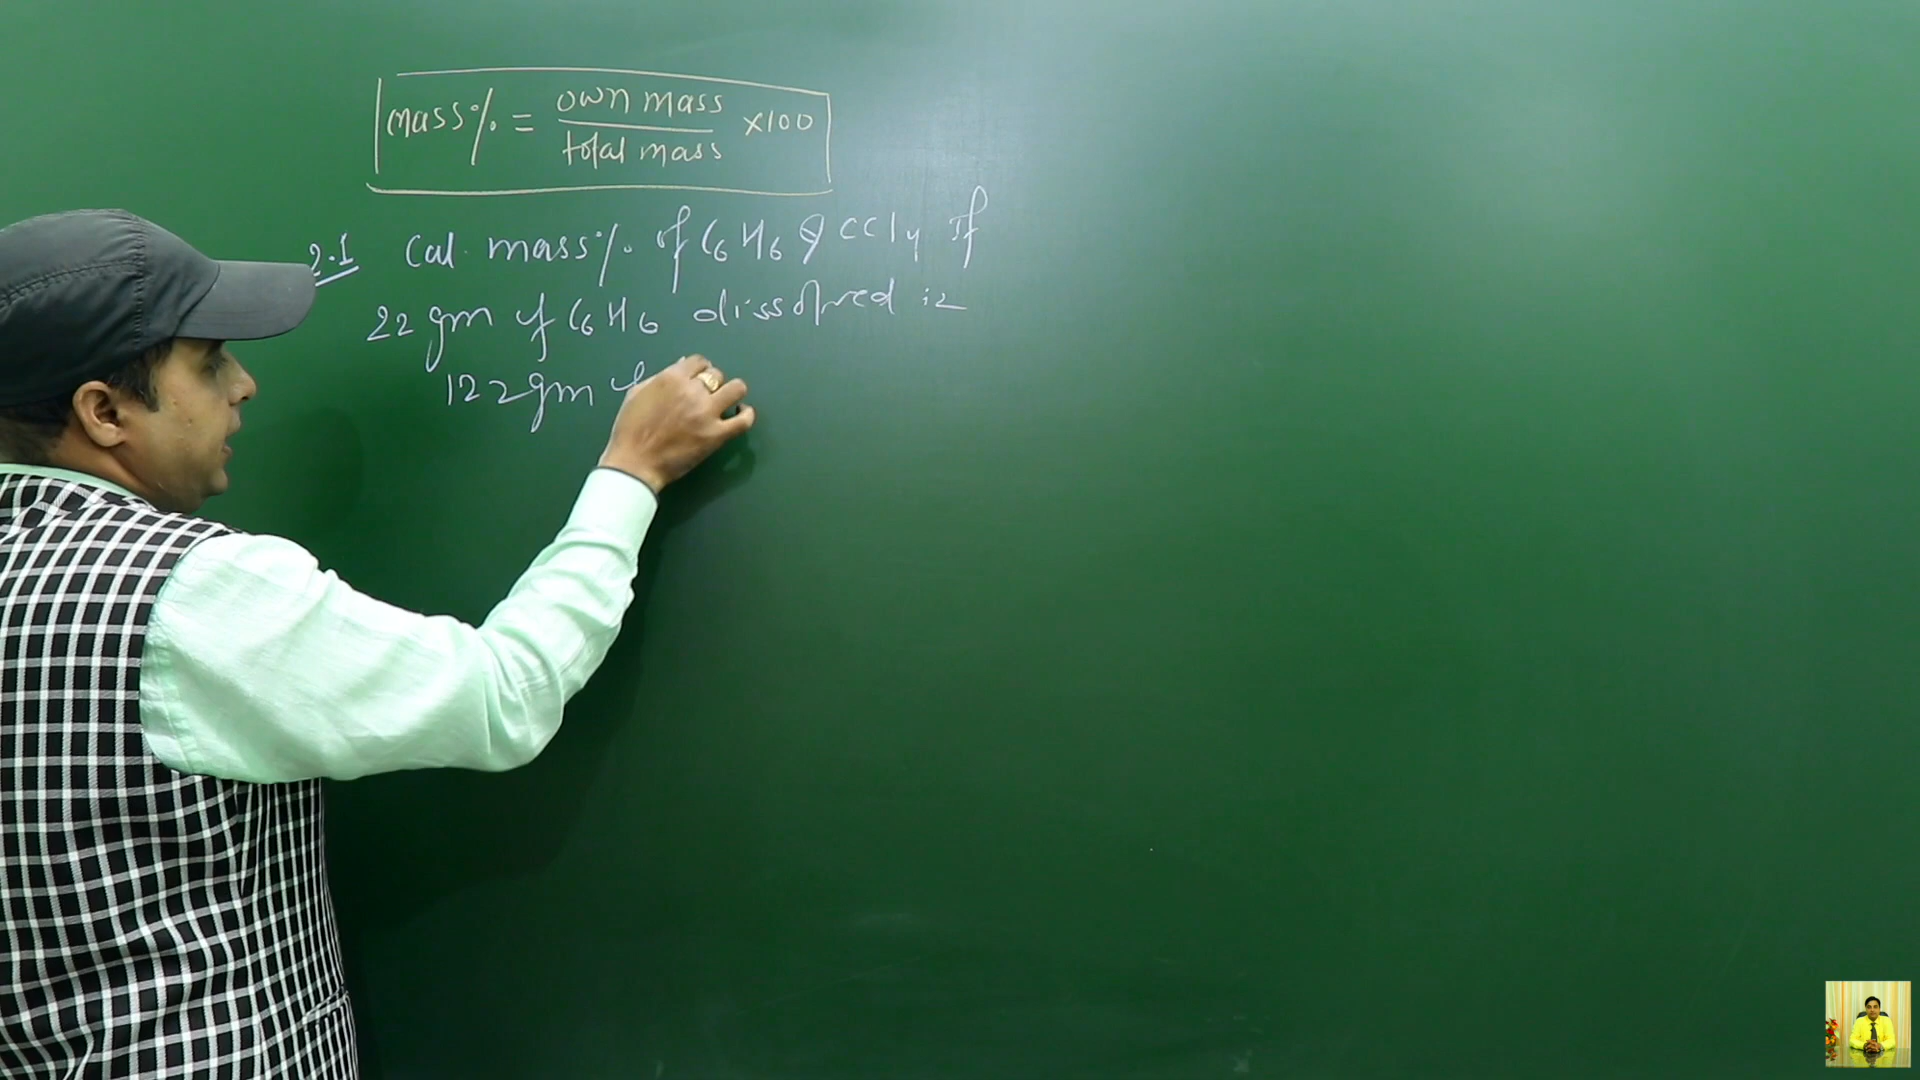 mass% = own mass / total mass ×100
2.1 Cal. mass% of C6H6 & CCl4 If
22 gm of C6H6 dissolved in
122 gm of